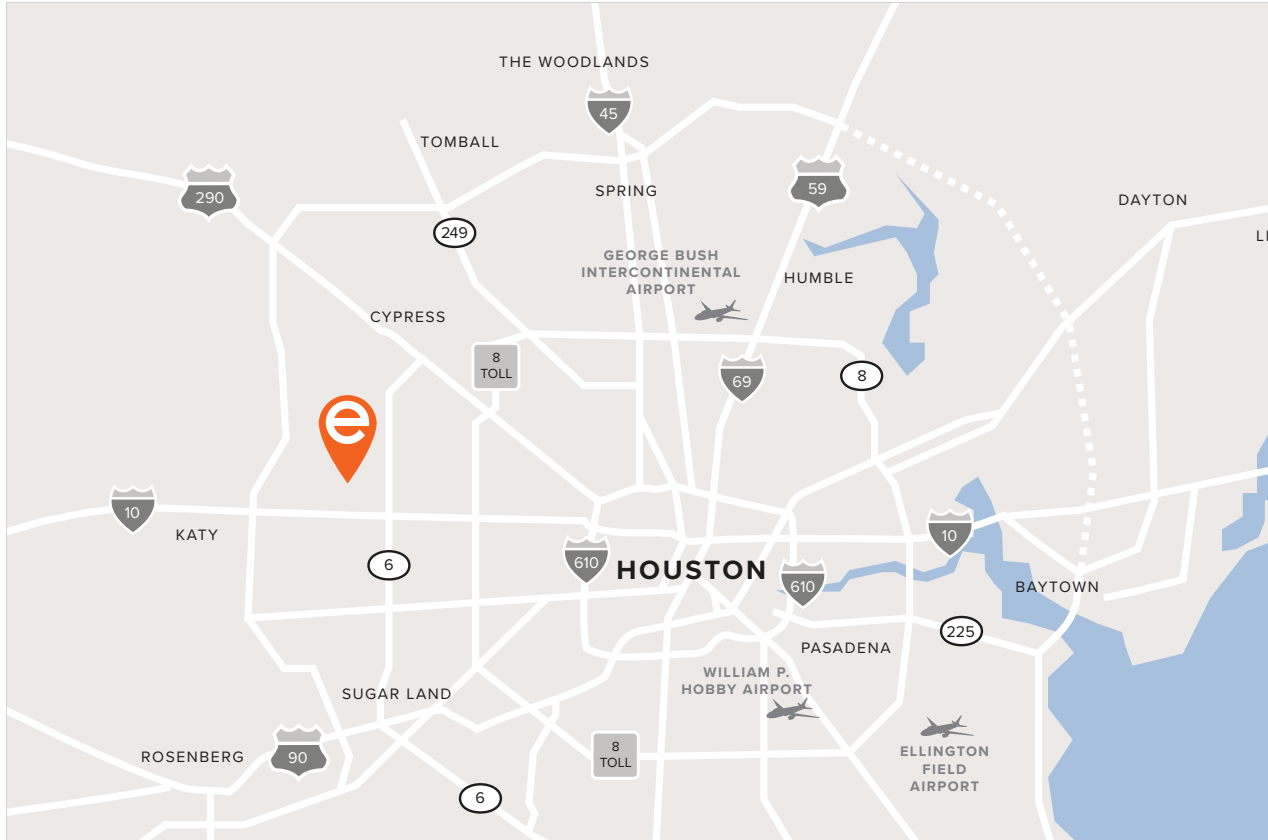 THE WOODLANDS
45
TOMBALL
59
290
SPRING
DAYTON
249
LI
GEORGE BUSH
INTERCONTINENTAL
AIRPORT
HUMBLE
CYPRESS
8
TOLL
69
8
e
10
KATY
10
6
610
HOUSTON
610
BAYTOWN
225
PASADENA
WILLIAM P.
HOBBY AIRPORT
SUGAR LAND
ROSENBERG
90
8
TOLL
ELLINGTON
FIELD
AIRPORT
6